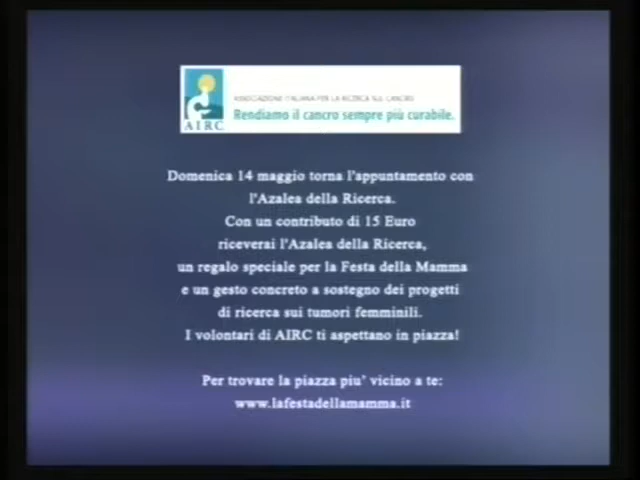 AIRC
ASSOCIAZIONE ITALIANA PER LA RICERCA SUL CANCRO
Rendiamo il cancro sempre più curabile.
Domenica 14 maggio torna l'appuntamento con
l'Azalea della Ricerca.
Con un contributo di 15 Euro
riceverai l'Azalea della Ricerca,
un regalo speciale per la Festa della Mamma
e un gesto concreto a sostegno dei progetti
di ricerca sui tumori femminili.
I volontari di AIRC ti aspettano in piazza!
Per trovare la piazza piu' vicino a te:
www.lafestadellamamma.it